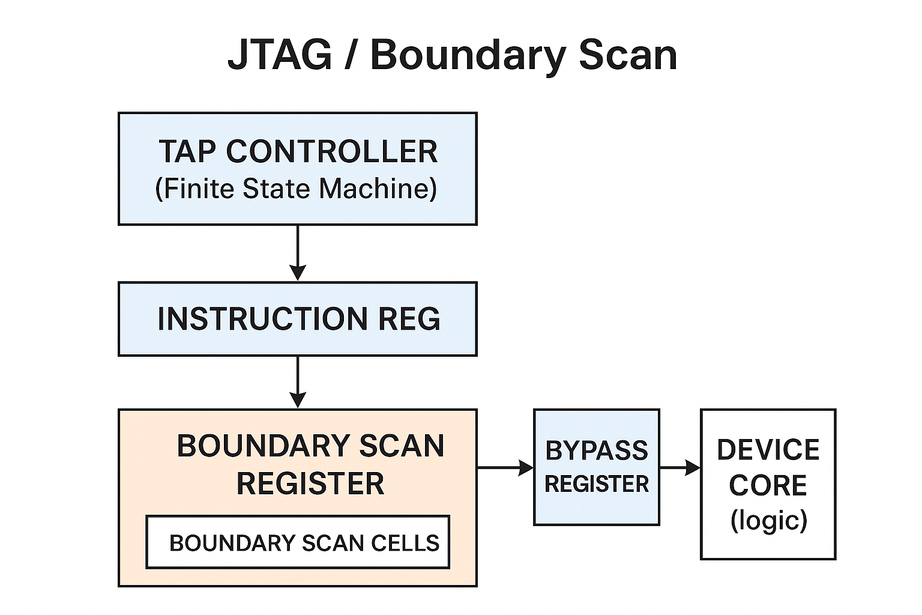 JTAG / Boundary Scan
TAP CONTROLLER
(Finite State Machine)
INSTRUCTION REG
BOUNDARY SCAN
REGISTER
BOUNDARY SCAN CELLS
BYPASS
REGISTER
DEVICE
CORE
(logic)